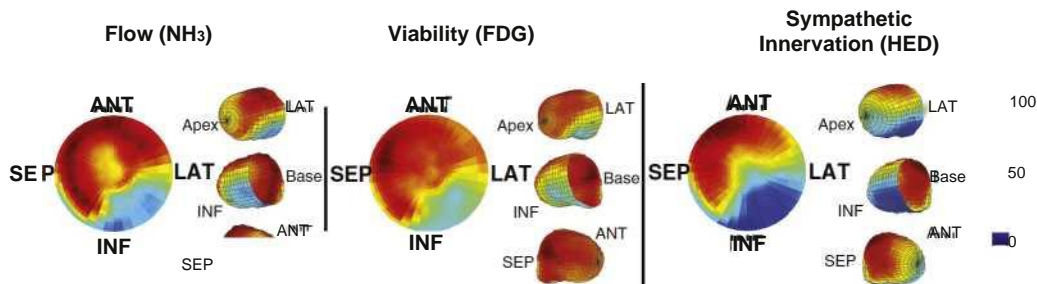 Flow (NH3)
Viability (FDG)
Sympathetic
Innervation (HED)
ANT
LAT
Apex
SEP
LAT
Base
INF
ANT
INF
SEP
ANT
LAT
Apex
SEP
LAT
Base
INF
ANT
INF
SEP
ANT
LAT
Apex
SEP
LAT
Base
INF
ANT
INF
SEP
100
50
0